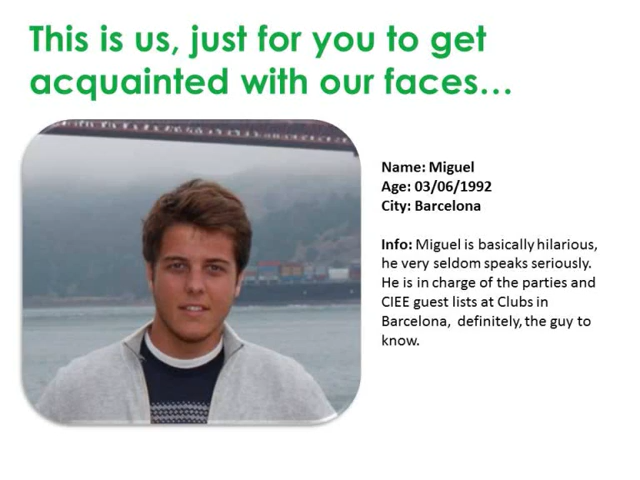 This is us, just for you to get
acquainted with our faces…
Name: Miguel
Age: 03/06/1992
City: Barcelona
Info: Miguel is basically hilarious,
he very seldom speaks seriously.
He is in charge of the parties and
CIEE guest lists at Clubs in
Barcelona, definitely, the guy to
know.